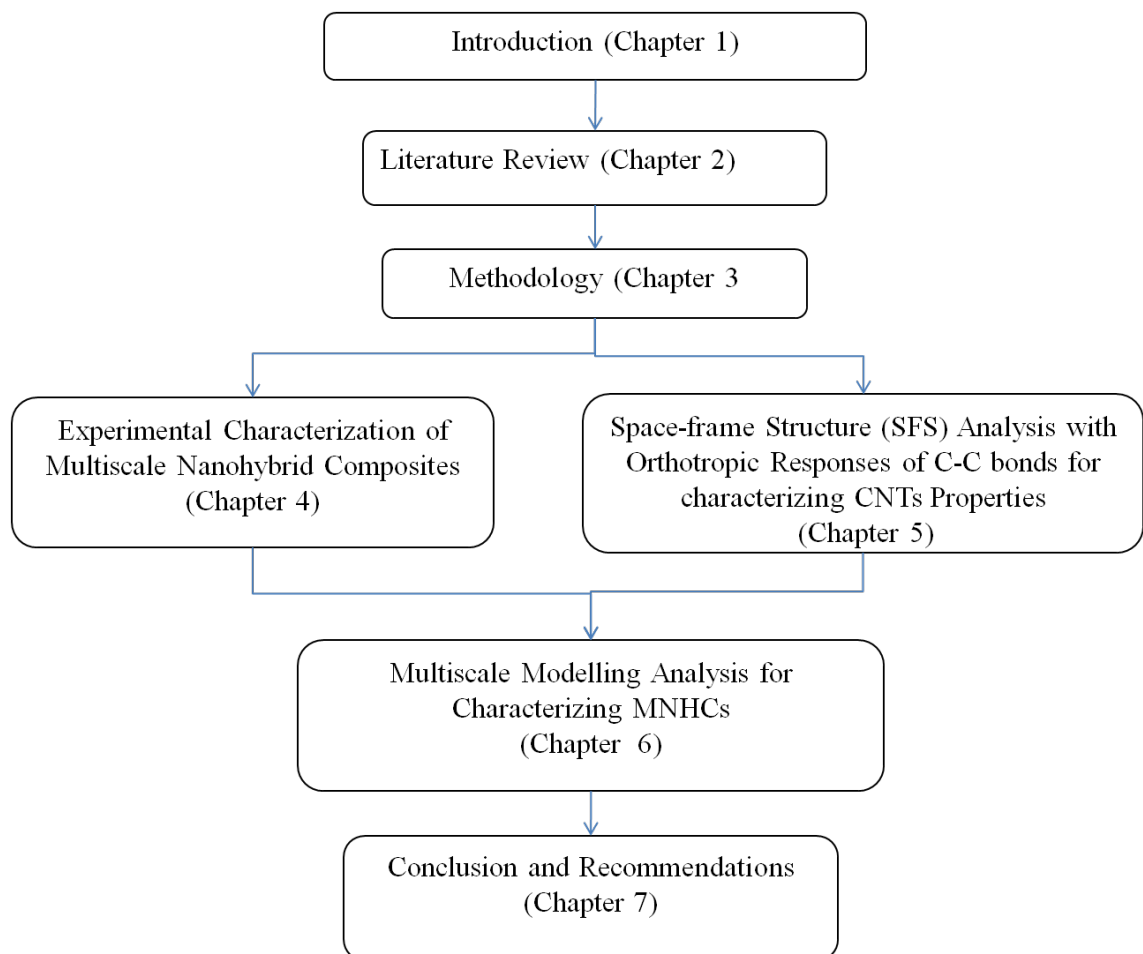 Introduction (Chapter 1)
Literature Review (Chapter 2)
Methodology (Chapter 3
Experimental Characterization of
Multiscale Nanohybrid Composites
(Chapter 4)
Space-frame Structure (SFS) Analysis with
Orthotropic Responses of C-C bonds for
characterizing CNTs Properties
(Chapter 5)
Multiscale Modelling Analysis for
Characterizing MNHCs
(Chapter 6)
Conclusion and Recommendations
(Chapter 7)